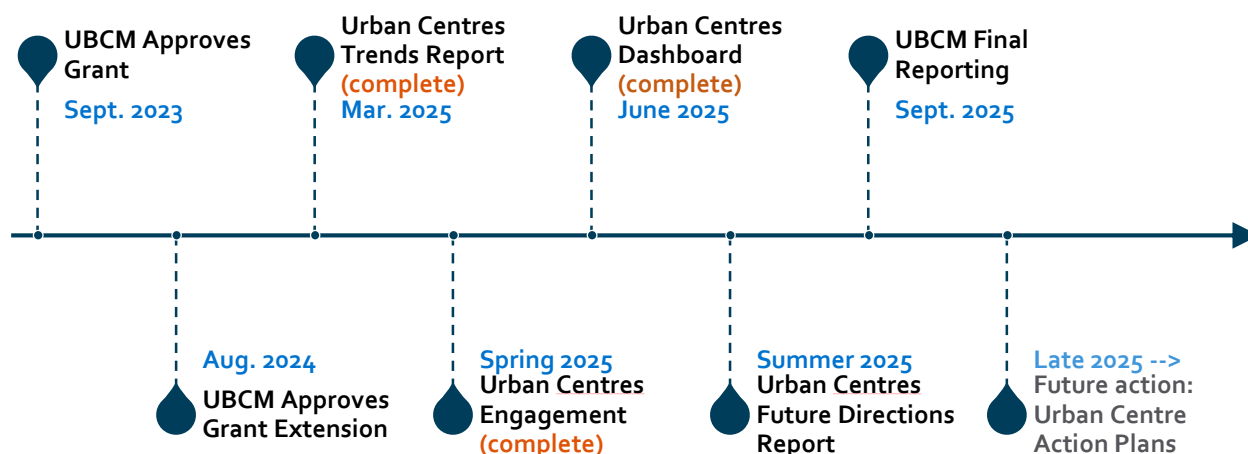 UBCM Approves
Grant
Sept. 2023
Urban Centres
Trends Report
(complete)
Mar. 2025
Urban Centres
Dashboard
(complete)
June 2025
UBCM Final
Reporting
Sept. 2025
Aug. 2024
UBCM Approves
Grant Extension
Spring 2025
Urban Centres
Engagement
(complete)
Summer 2025
Urban Centres
Future Directions
Report
Late 2025 -->
Future action:
Urban Centre
Action Plans